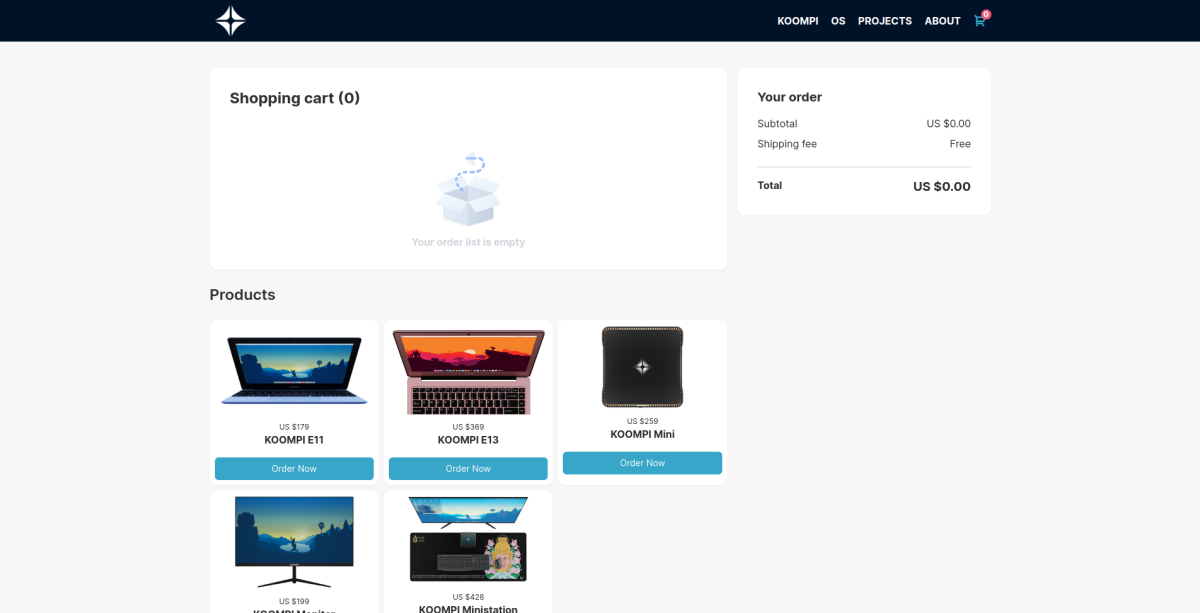 KOOMPI OS PROJECTS ABOUT 0
Shopping cart (0)
Your order list is empty
Your order
Subtotal US $0.00
Shipping fee Free
Total US $0.00
Products
US $179
KOOMPI E11
Order Now
US $369
KOOMPI E13
Order Now
US $259
KOOMPI Mini
Order Now
US $199
KOOMPI Monitor
US $428
KOOMPI Ministation